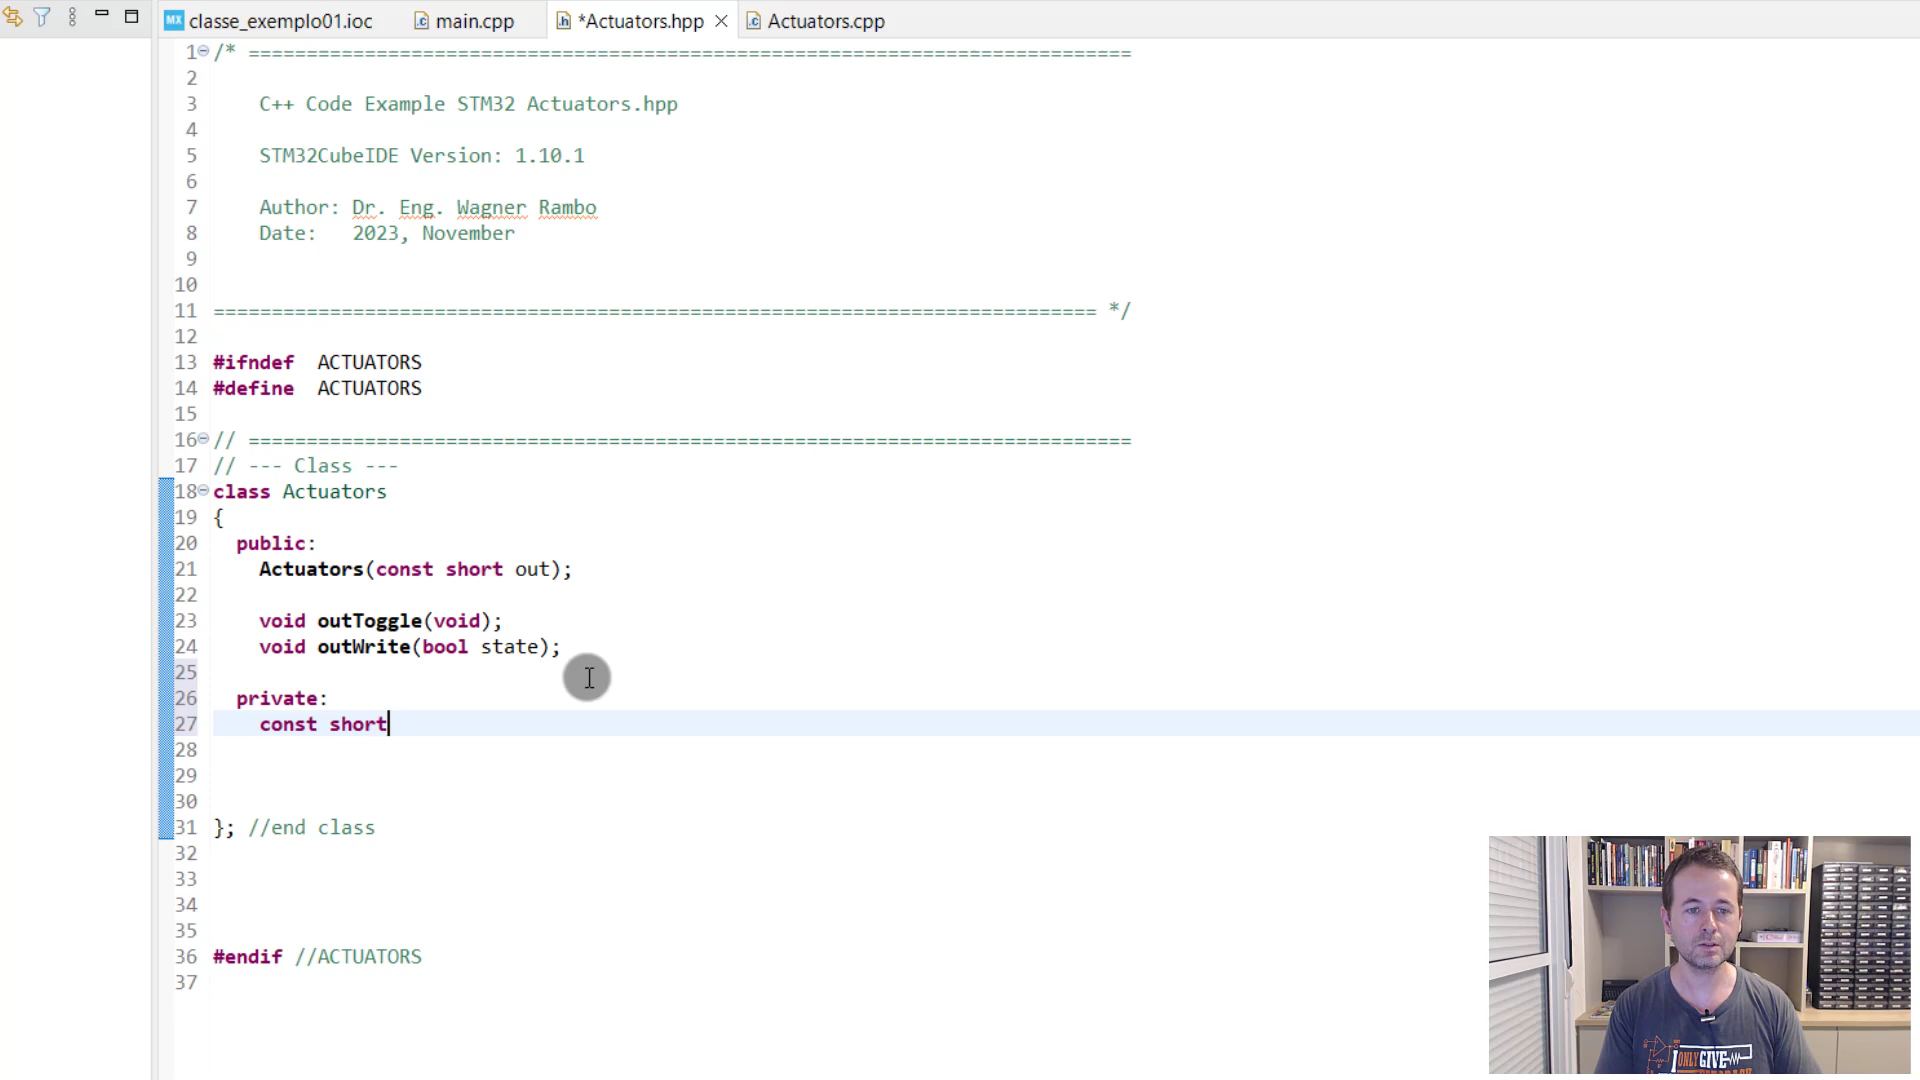 MX classe_exemplo01.ioc main.cpp *Actuators.hpp Actuators.cpp
1 /* ============================================================================
2
3 C++ Code Example STM32 Actuators.hpp
4
5 STM32CubeIDE Version: 1.10.1
6
7 Author: Dr. Eng. Wagner Rambo
8 Date: 2023, November
9
10
11 ============================================================================ */
12
13 #ifndef ACTUATORS
14 #define ACTUATORS
15
16 // ============================================================================
17 // --- Class ---
18 class Actuators
19 {
20 public:
21 Actuators(const short out);
22
23 void outToggle(void);
24 void outWrite(bool state);
25
26 private:
27 const short
28
29
30
31 }; //end class
32
33
34
35
36 #endif //ACTUATORS
37
I ONLY GIVE